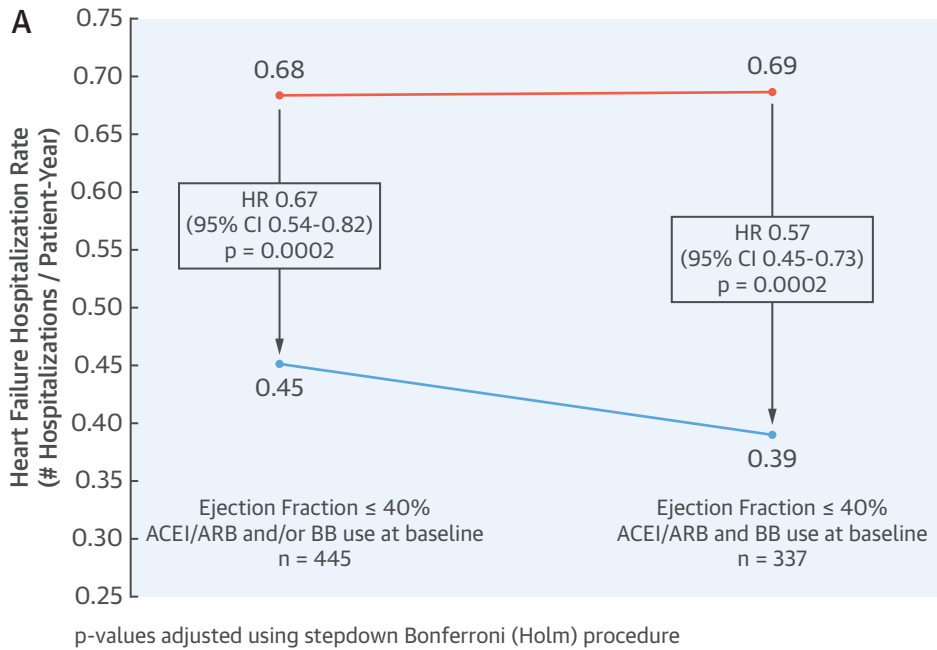 A
Heart Failure Hospitalization Rate
(# Hospitalizations / Patient-Year)
0.75
0.70
0.65
0.60
0.55
0.50
0.45
0.40
0.35
0.30
0.25
0.68
0.69
HR 0.67
(95% CI 0.54-0.82)
p = 0.0002
HR 0.57
(95% CI 0.45-0.73)
p = 0.0002
0.45
0.39
Ejection Fraction ≤ 40%
ACEI/ARB and/or BB use at baseline
n = 445
Ejection Fraction ≤ 40%
ACEI/ARB and BB use at baseline
n = 337
p-values adjusted using stepdown Bonferroni (Holm) procedure